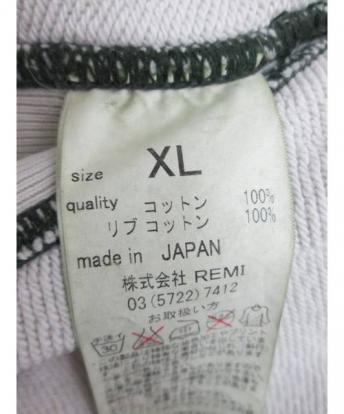 size XL
quality コットン 100%
リブ コットン 100%
made in JAPAN
株式会社 REMI
03 (5722) 7412
お取扱い方
30